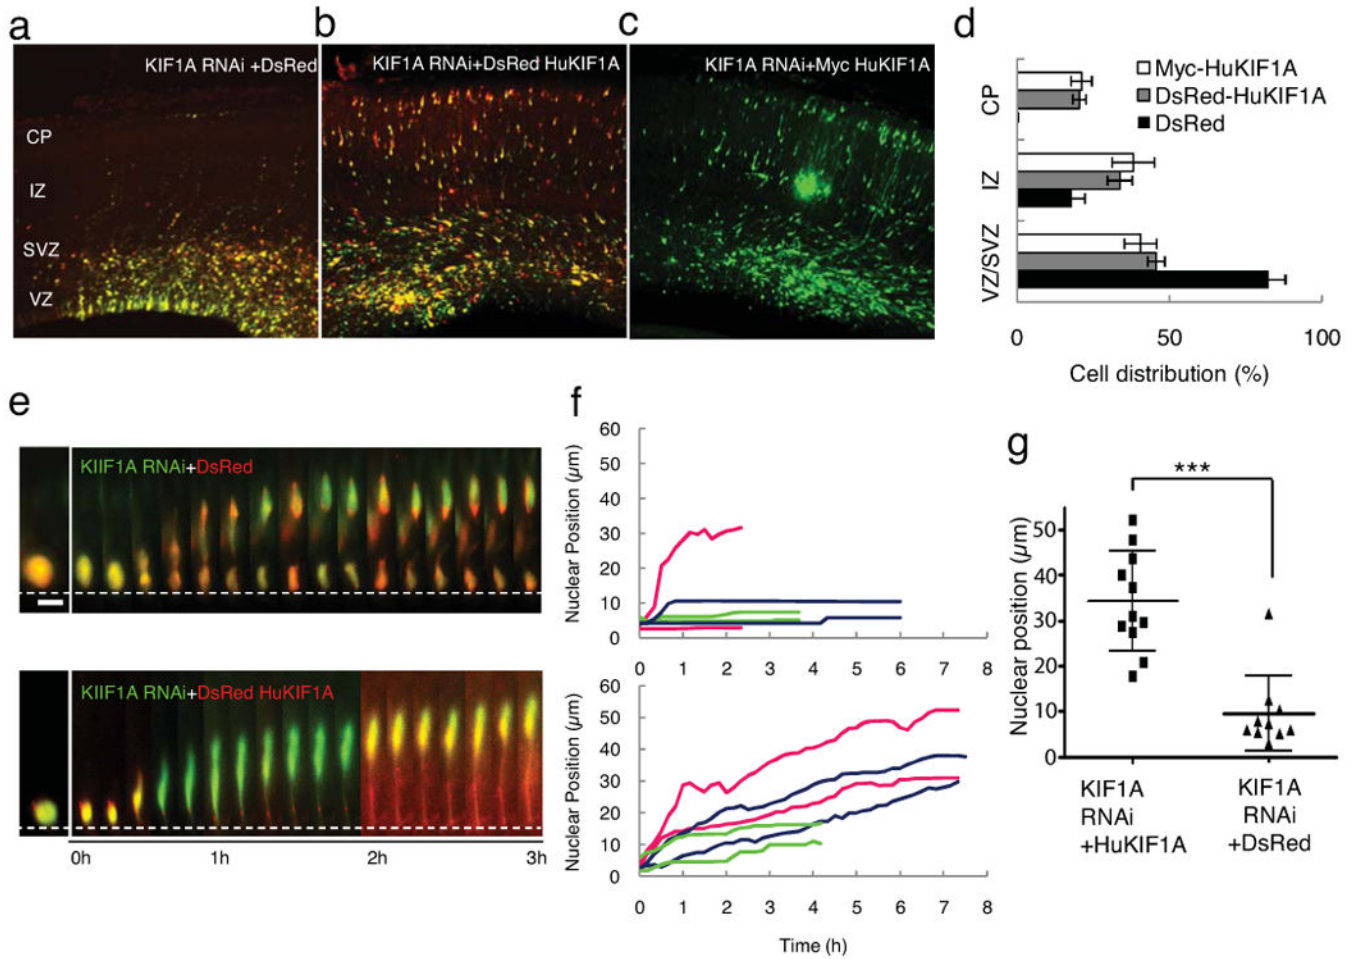 a
b
c
d
KIF1A RNAi +DsRed
KIF1A RNAi+DsRed HuKIF1A
KIF1A RNAi+Myc HuKIF1A
CP
IZ
SVZ
VZ
Myc-HuKIF1A
DsRed-HuKIF1A
DsRed
CP
IZ
VZ/SVZ
0 50 100
Cell distribution (%)
e
KIIF1A RNAi+DsRed
KIIF1A RNAi+DsRed HuKIF1A
0h 1h 2h 3h
f
Nuclear Position (µm)
60
50
40
30
20
10
0
0 1 2 3 4 5 6 7 8
Nuclear Position (µm)
60
50
40
30
20
10
0
0 1 2 3 4 5 6 7 8
Time (h)
g
***
Nuclear position (µm)
50
40
30
20
10
0
KIF1A
RNAi
+HuKIF1A
KIF1A
RNAi
+DsRed